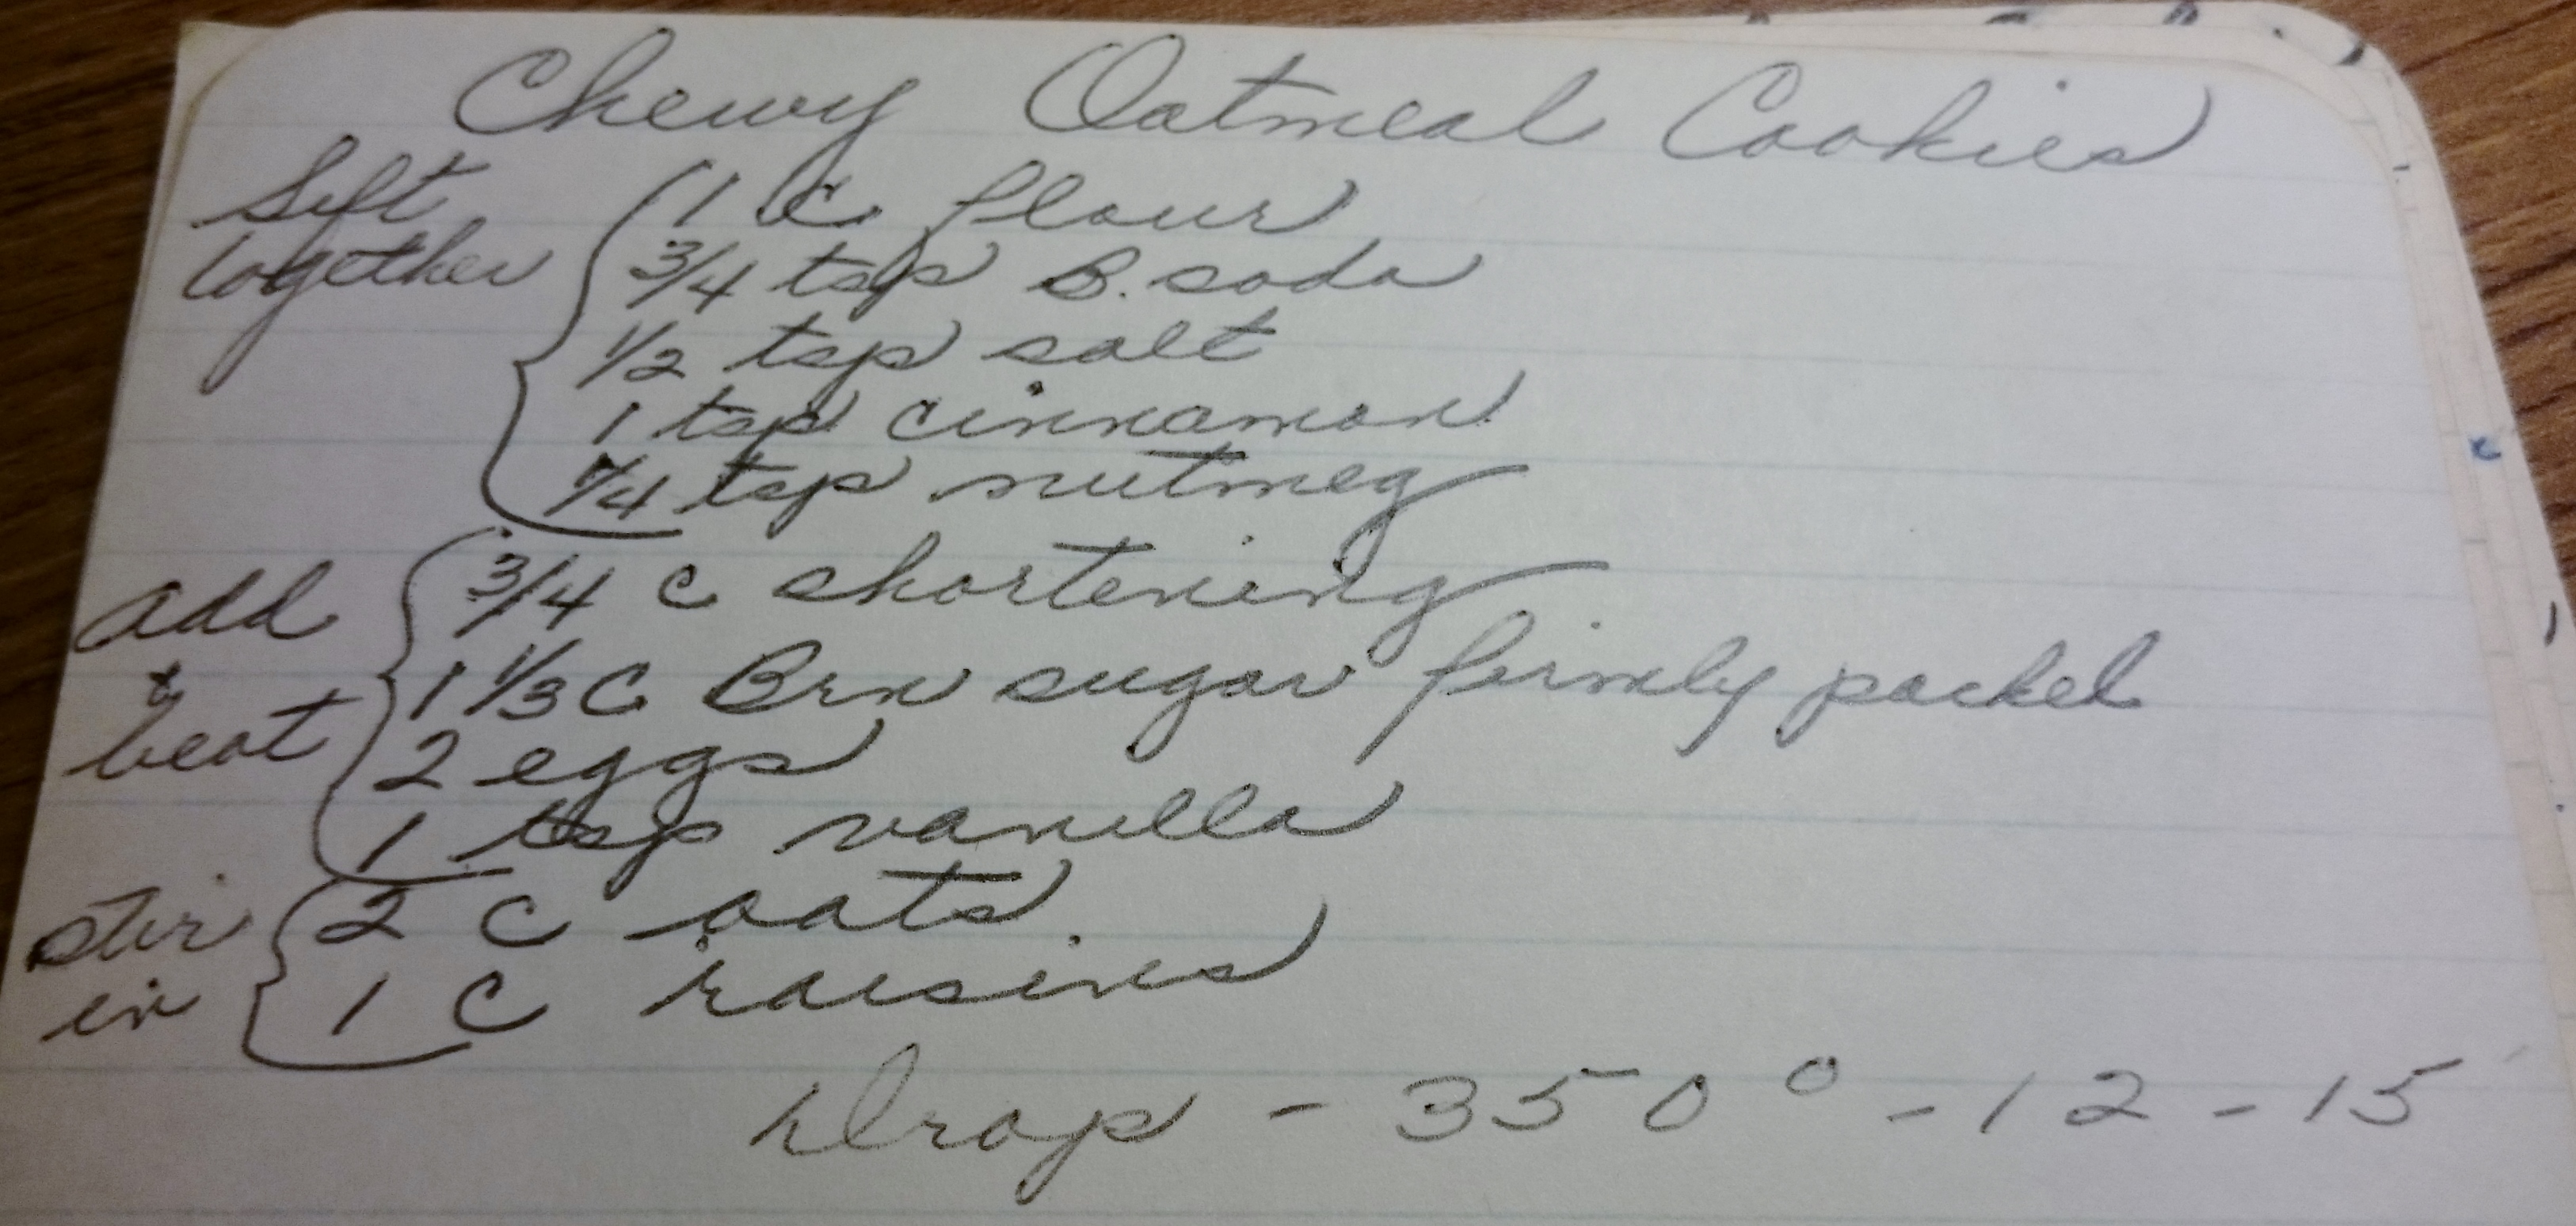 Chewy Oatmeal Cookies
Sift together
1 c flour
3/4 tsp B. soda
1/2 tsp salt
1 tsp cinnamon
1/4 tsp nutmeg
add & beat
3/4 c shortening
1 1/3 C Brn sugar firmly packed
2 eggs
1 tsp vanilla
stir in
2 C oats
1 C raisins
Drop - 350° - 12 - 15